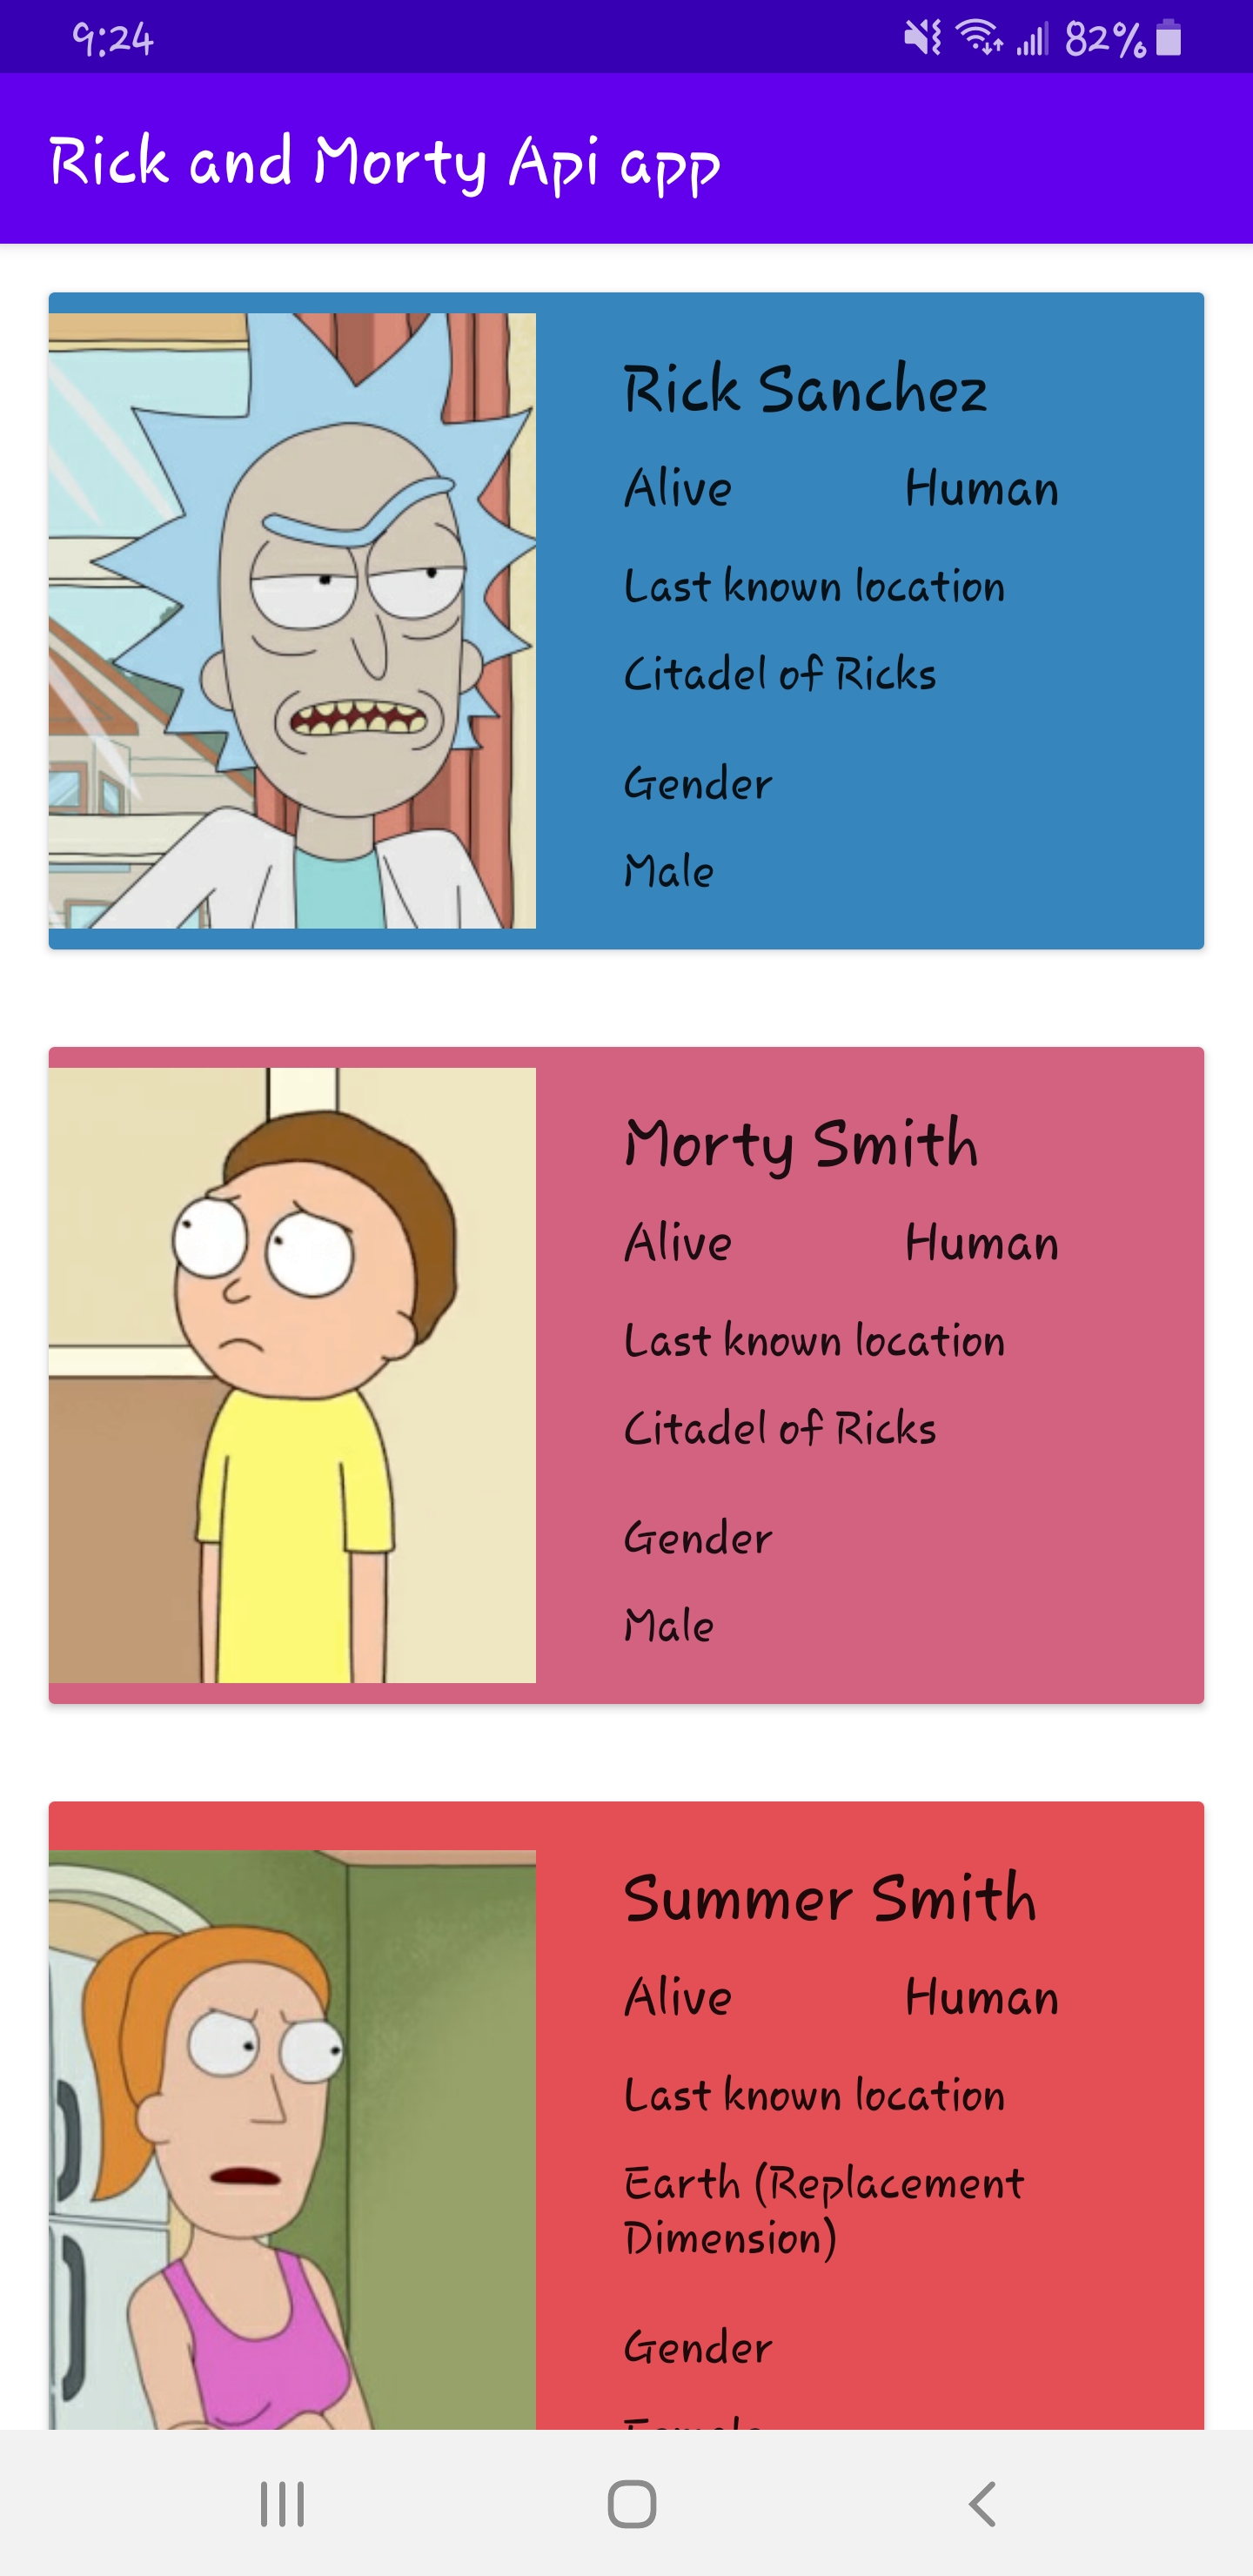 9:24
82%
Rick and Morty Api app
Rick Sanchez
Alive Human
Last known location
Citadel of Ricks
Gender
Male
Morty Smith
Alive Human
Last known location
Citadel of Ricks
Gender
Male
Summer Smith
Alive Human
Last known location
Earth (Replacement
Dimension)
Gender